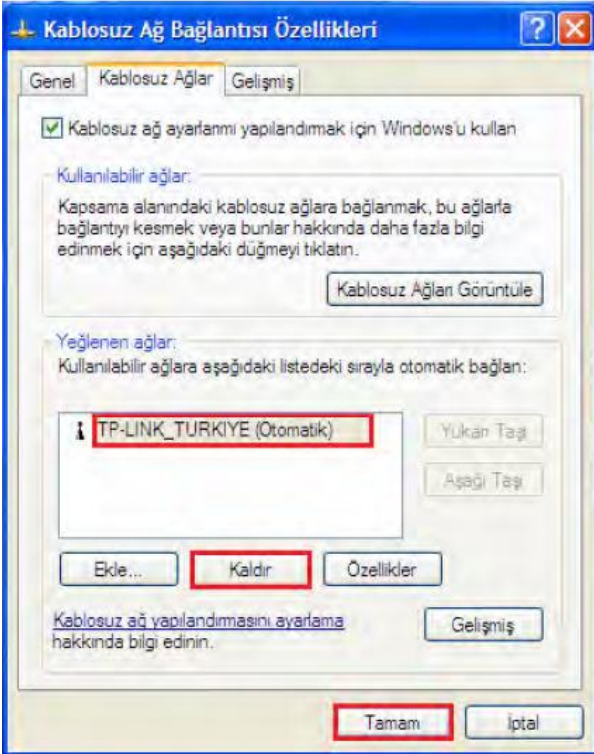 Kablosuz Ağ Bağlantısı Özellikleri
Genel
Kablosuz Ağlar
Gelişmiş
Kablosuz ağ ayarlarını yapılandırmak için Windows'u kullan
Kullanılabilir ağlar:
Kapsama alanındaki kablosuz ağlara bağlanmak, bu ağlarla
bağlantıyı kesmek veya bunlar hakkında daha fazla bilgi
edinmek için aşağıdaki düğmeyi tıklatın.
Kablosuz Ağları Görüntüle
Yeğlenen ağlar:
Kullanılabilir ağlara aşağıdaki listedeki sırayla otomatik bağlan:
TP-LINK_TURKIYE (Otomatik)
Yukarı Taşı
Aşağı Taşı
Ekle...
Kaldır
Özellikler
Kablosuz ağ yapılandırmasını ayarlama
hakkında bilgi edinin.
Gelişmiş
Tamam
İptal